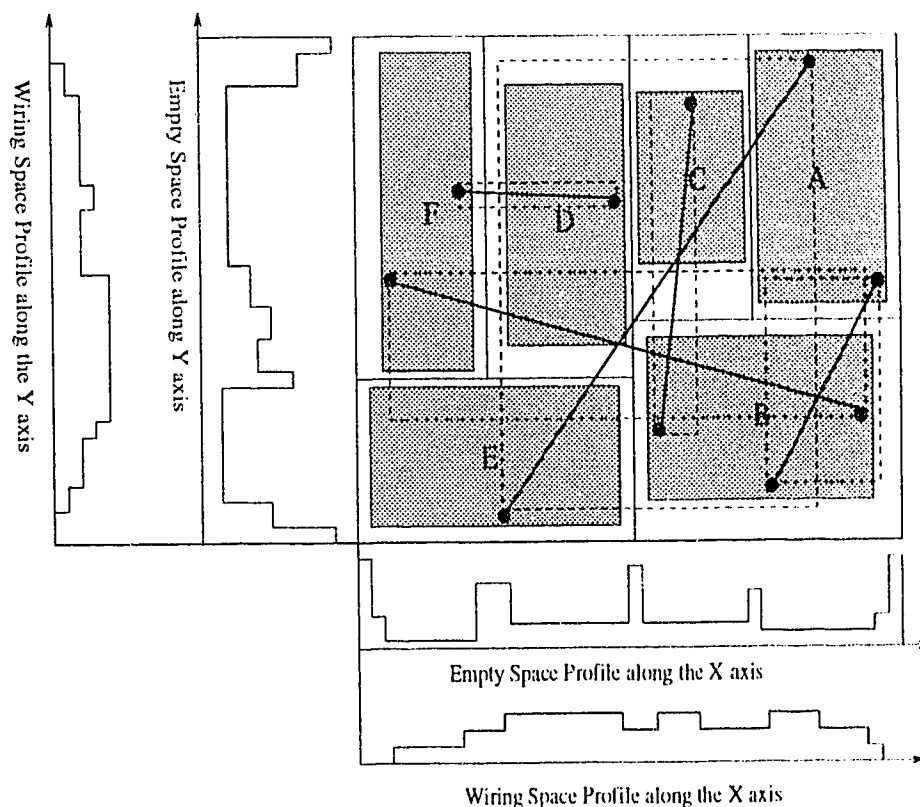 Wiring Space Profile along the Y axis
Empty Space Profile along Y axis
A
C
F
D
B
E
Empty Space Profile along the X axis
Wiring Space Profile along the X axis